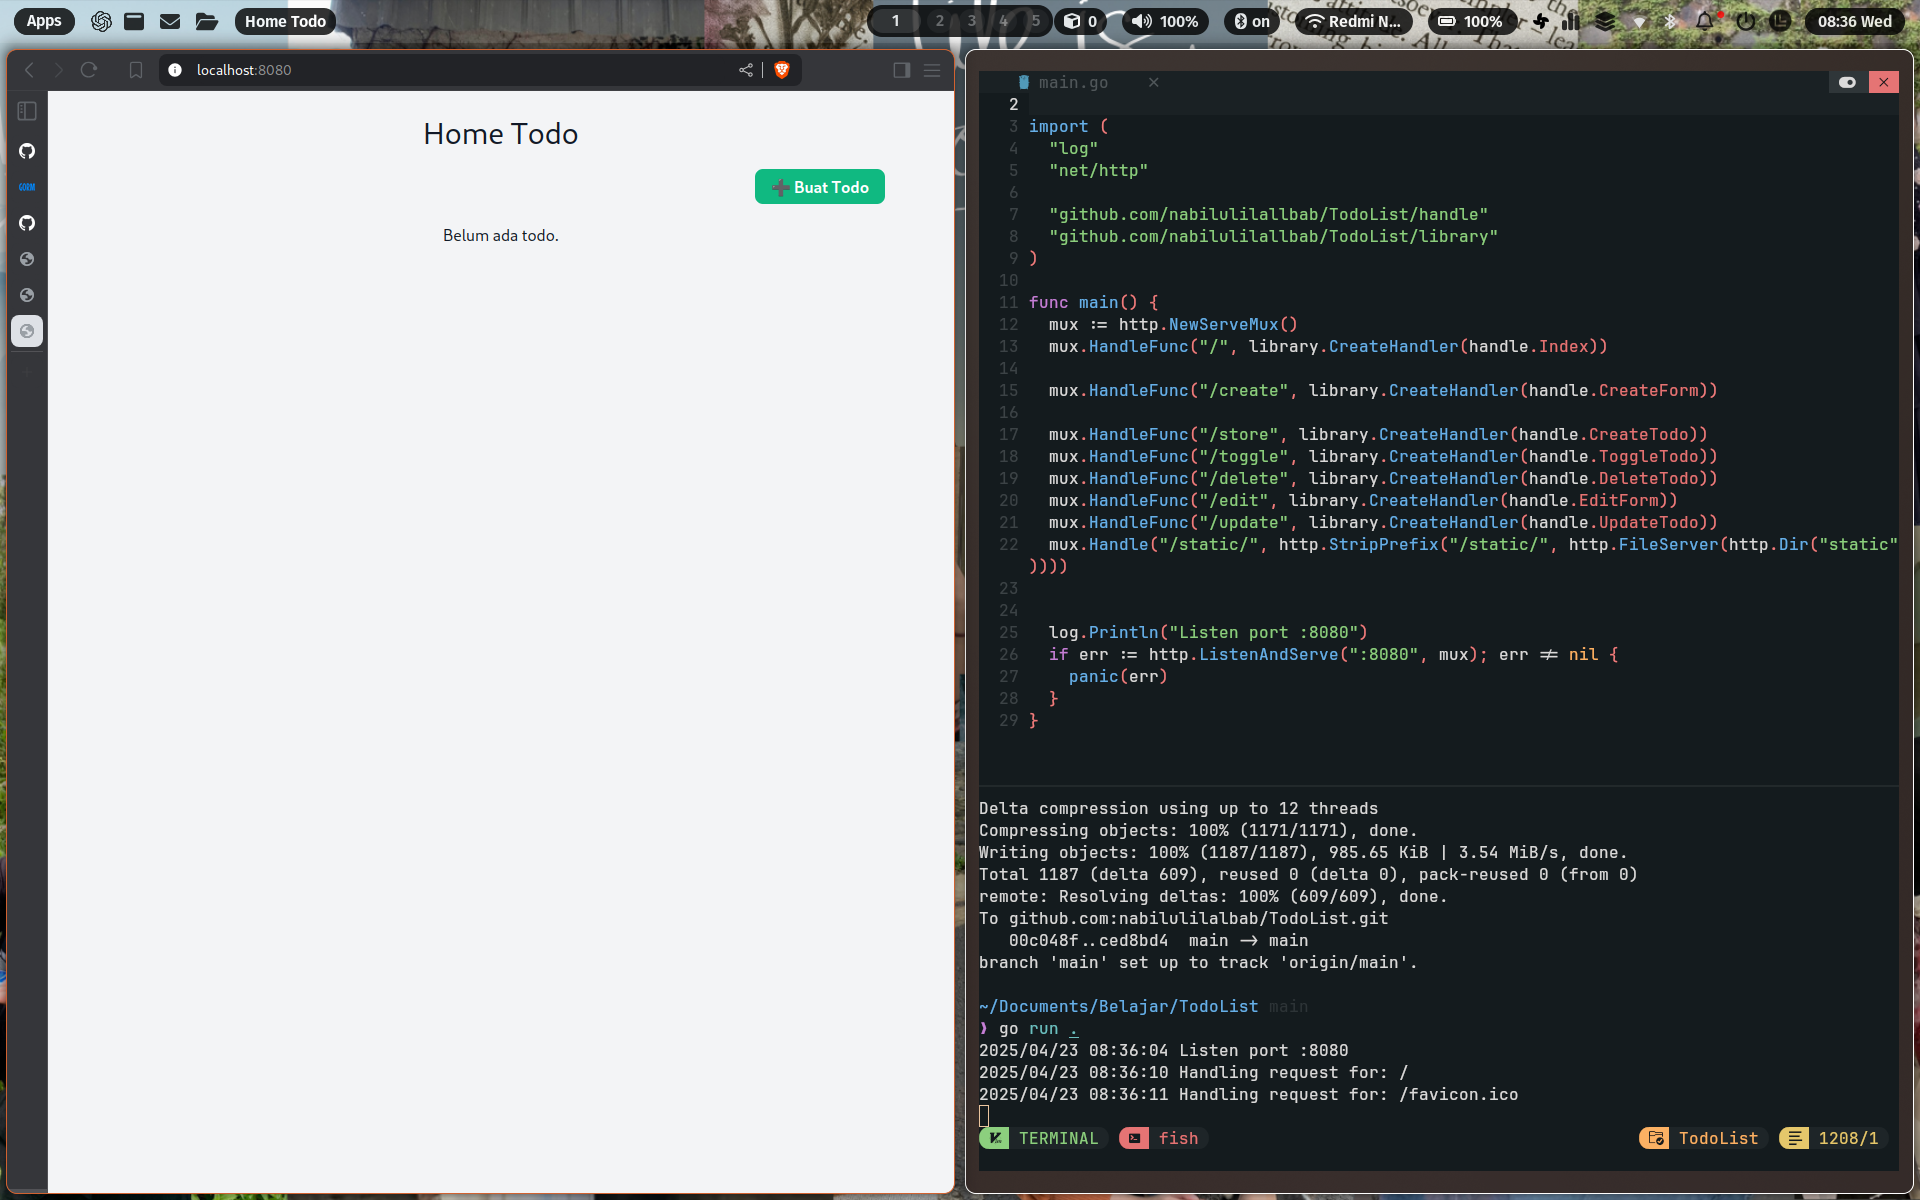 Apps
Home Todo
1 2 3 4 5
0
100%
on
Redmi N...
100%
08:36 Wed
localhost:8080
GORM
Home Todo
➕ Buat Todo
Belum ada todo.
main.go
2
3 import (
4 "log"
5 "net/http"
6
7 "github.com/nabilulilallbab/TodoList/handle"
8 "github.com/nabilulilallbab/TodoList/library"
9 )
10
11 func main() {
12 mux := http.NewServeMux()
13 mux.HandleFunc("/", library.CreateHandler(handle.Index))
14
15 mux.HandleFunc("/create", library.CreateHandler(handle.CreateForm))
16
17 mux.HandleFunc("/store", library.CreateHandler(handle.CreateTodo))
18 mux.HandleFunc("/toggle", library.CreateHandler(handle.ToggleTodo))
19 mux.HandleFunc("/delete", library.CreateHandler(handle.DeleteTodo))
20 mux.HandleFunc("/edit", library.CreateHandler(handle.EditForm))
21 mux.HandleFunc("/update", library.CreateHandler(handle.UpdateTodo))
22 mux.Handle("/static/", http.StripPrefix("/static/", http.FileServer(http.Dir("static"
))))
23
24
25 log.Println("Listen port :8080")
26 if err := http.ListenAndServe(":8080", mux); err != nil {
27 panic(err)
28 }
29 }
Delta compression using up to 12 threads
Compressing objects: 100% (1171/1171), done.
Writing objects: 100% (1187/1187), 985.65 KiB | 3.54 MiB/s, done.
Total 1187 (delta 609), reused 0 (delta 0), pack-reused 0 (from 0)
remote: Resolving deltas: 100% (609/609), done.
To github.com:nabilulilalbab/TodoList.git
00c048f..ced8bd4 main -> main
branch 'main' set up to track 'origin/main'.
~/Documents/Belajar/TodoList main
❱ go run .
2025/04/23 08:36:04 Listen port :8080
2025/04/23 08:36:10 Handling request for: /
2025/04/23 08:36:11 Handling request for: /favicon.ico
TERMINAL
fish
TodoList
1208/1